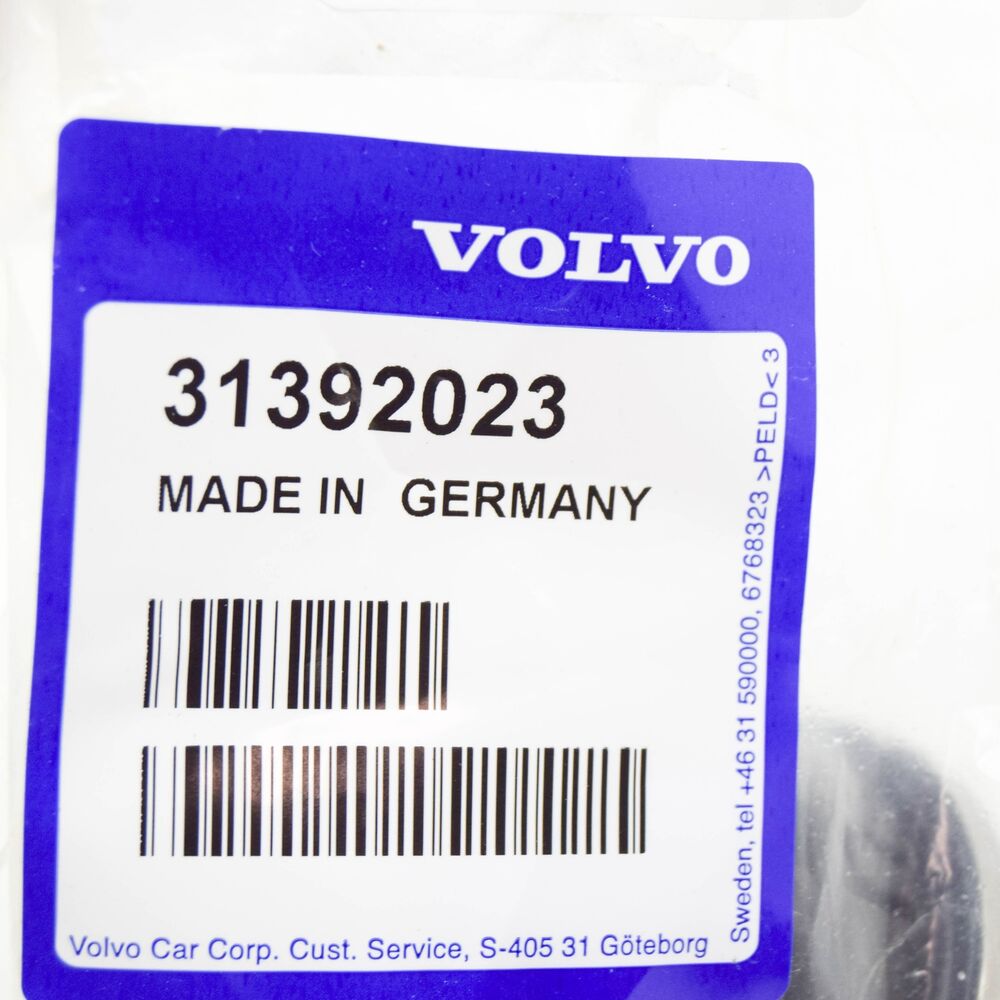 VOLVO
31392023
MADE IN GERMANY
Volvo Car Corp. Cust. Service, S-405 31 Göteborg
Sweden, tel +46 31 590000, 6768323 >PELD< 3